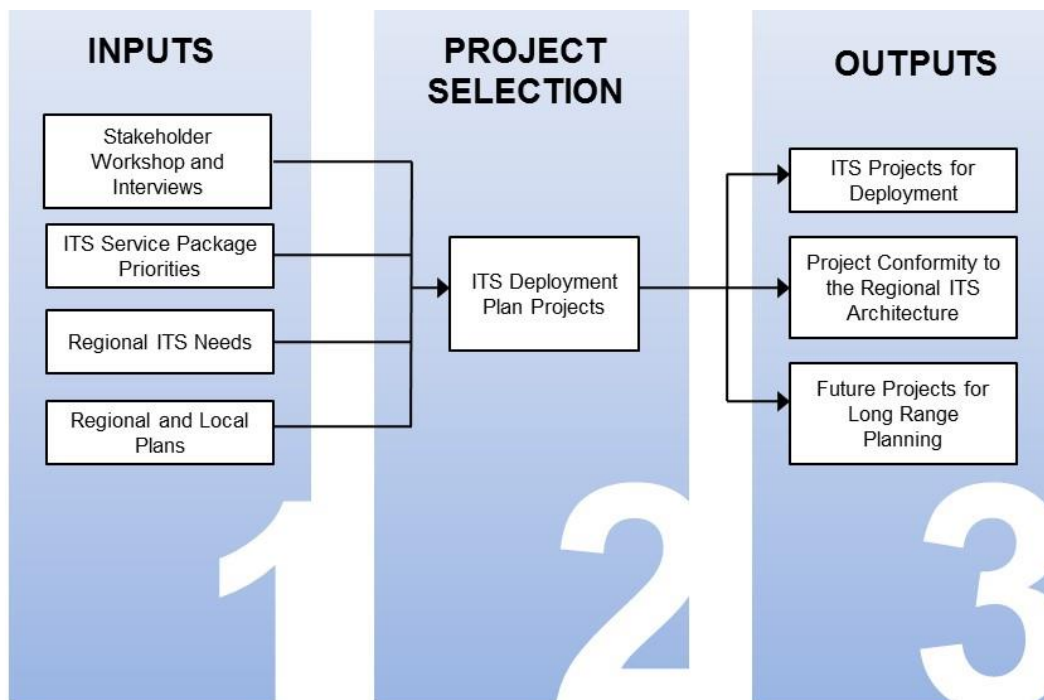 INPUTS
Stakeholder
Workshop and
Interviews
ITS Service Package
Priorities
Regional ITS Needs
Regional and Local
Plans
1
PROJECT
SELECTION
ITS Deployment
Plan Projects
2
OUTPUTS
ITS Projects for
Deployment
Project Conformity to
the Regional ITS
Architecture
Future Projects for
Long Range
Planning
3